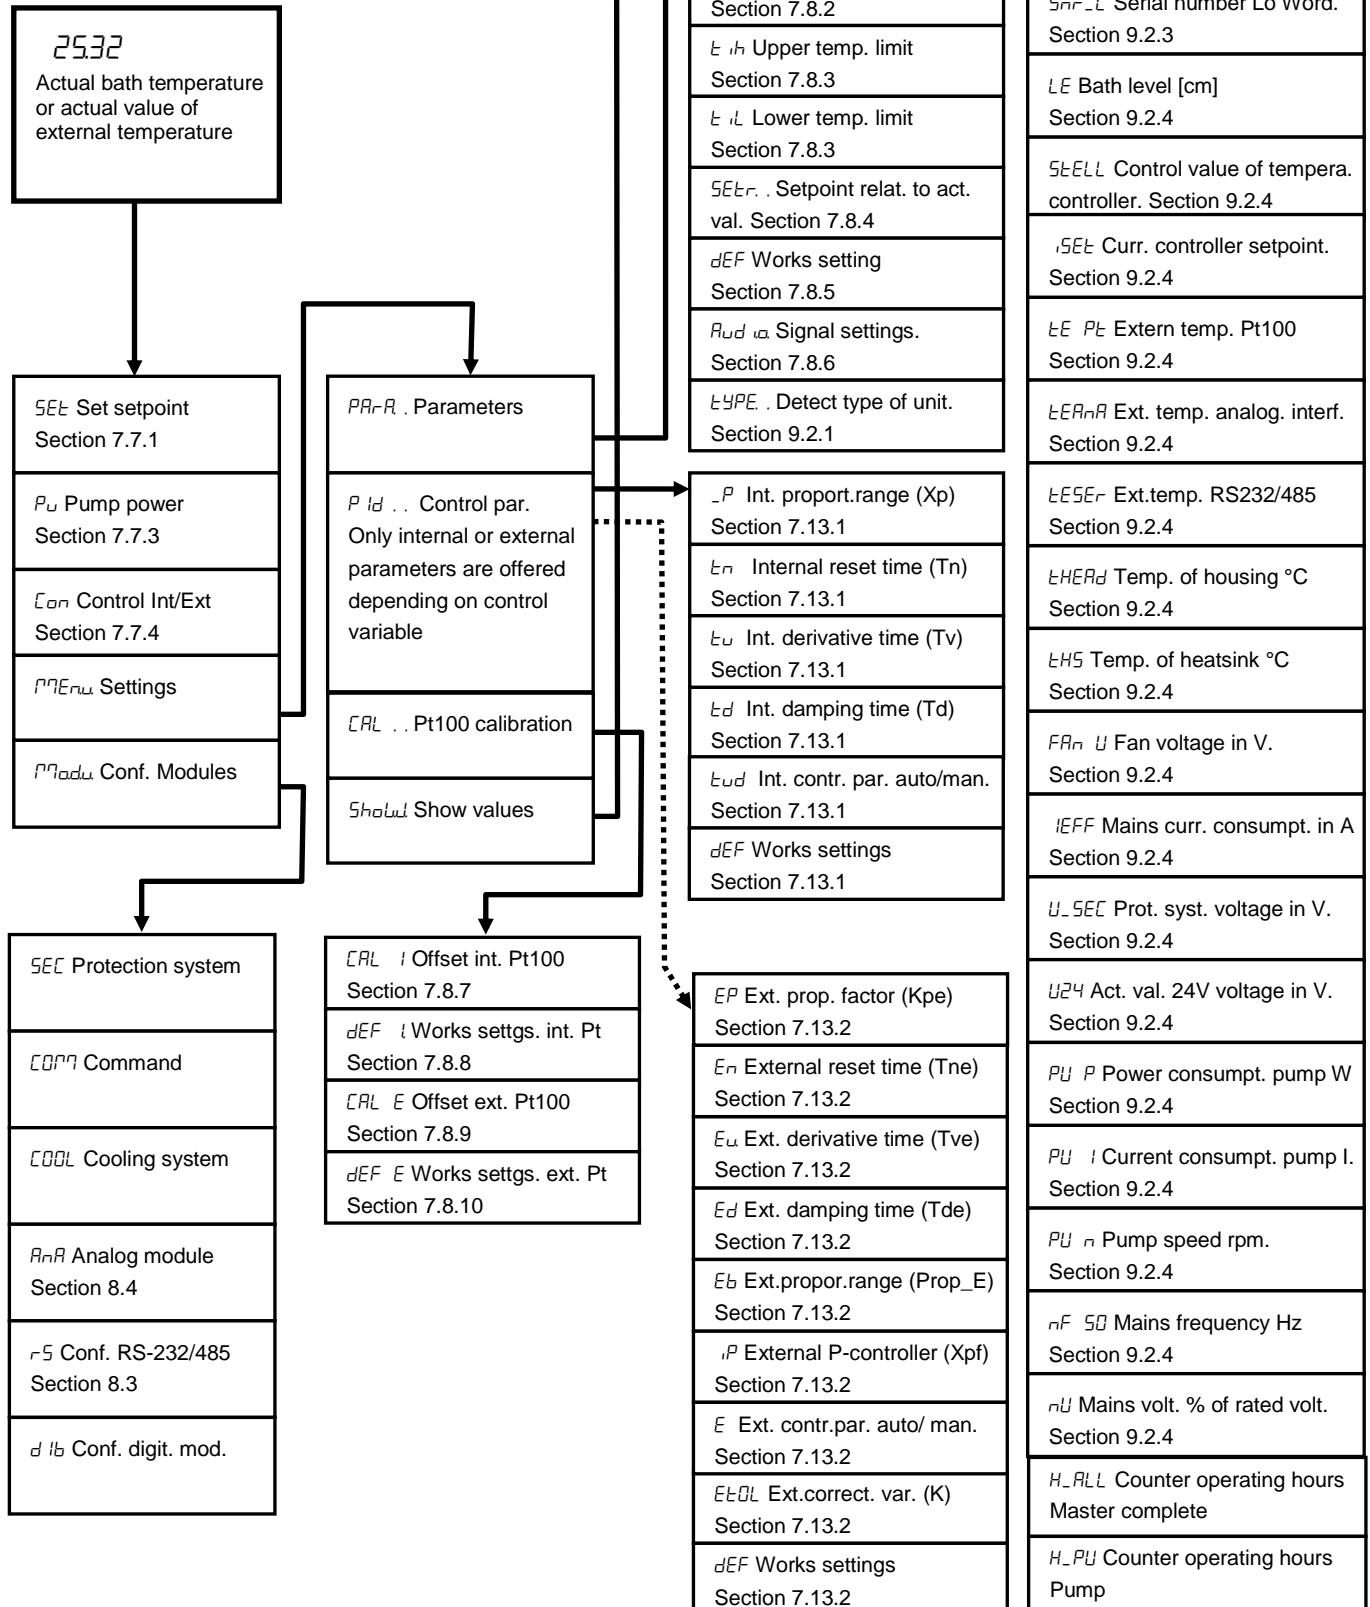 25.32
Actual bath temperature
or actual value of
external temperature
SEt Set setpoint
Section 7.7.1
Pu Pump power
Section 7.7.3
Con Control Int/Ext
Section 7.7.4
MEnu. Settings
Modu. Conf. Modules
SEC Protection system
COM Command
COOL Cooling system
AnA Analog module
Section 8.4
rS Conf. RS-232/485
Section 8.3
dIb Conf. digit. mod.
PArA. . Parameters
PId . . Control par.
Only internal or external
parameters are offered
depending on control
variable
CAL . . Pt100 calibration
ShoW. Show values
CAL I Offset int. Pt100
Section 7.8.7
dEF I. Works settgs. int. Pt
Section 7.8.8
CAL E Offset ext. Pt100
Section 7.8.9
dEF E Works settgs. ext. Pt
Section 7.8.10
Section 7.8.2
tih Upper temp. limit
Section 7.8.3
tiL Lower temp. limit
Section 7.8.3
SEtr. . Setpoint relat. to act.
val. Section 7.8.4
dEF Works setting
Section 7.8.5
Audio. Signal settings.
Section 7.8.6
tYPE. . Detect type of unit.
Section 9.2.1
_P Int. proport.range (Xp)
Section 7.13.1
tn Internal reset time (Tn)
Section 7.13.1
tu Int. derivative time (Tv)
Section 7.13.1
td Int. damping time (Td)
Section 7.13.1
tud Int. contr. par. auto/man.
Section 7.13.1
dEF Works settings
Section 7.13.1
EP Ext. prop. factor (Kpe)
Section 7.13.2
En External reset time (Tne)
Section 7.13.2
Eu. Ext. derivative time (Tve)
Section 7.13.2
Ed Ext. damping time (Tde)
Section 7.13.2
Eb Ext.propor.range (Prop_E)
Section 7.13.2
iP External P-controller (Xpf)
Section 7.13.2
E Ext. contr.par. auto/ man.
Section 7.13.2
EtOL Ext.correct. var. (K)
Section 7.13.2
dEF Works settings
Section 7.13.2
Snr_L Serial number Lo Word.
Section 9.2.3
LE Bath level [cm]
Section 9.2.4
StELL Control value of tempera.
controller. Section 9.2.4
iSEt Curr. controller setpoint.
Section 9.2.4
tE Pt Extern temp. Pt100
Section 9.2.4
tEAnA Ext. temp. analog. interf.
Section 9.2.4
tESEr Ext.temp. RS232/485
Section 9.2.4
tHEAd Temp. of housing °C
Section 9.2.4
tHS Temp. of heatsink °C
Section 9.2.4
FAn U Fan voltage in V.
Section 9.2.4
IEFF Mains curr. consumpt. in A
Section 9.2.4
U_SEC Prot. syst. voltage in V.
Section 9.2.4
U24 Act. val. 24V voltage in V.
Section 9.2.4
PU P Power consumpt. pump W
Section 9.2.4
PU I Current consumpt. pump I.
Section 9.2.4
PU n Pump speed rpm.
Section 9.2.4
nF 50 Mains frequency Hz
Section 9.2.4
nU Mains volt. % of rated volt.
Section 9.2.4
H_ALL Counter operating hours
Master complete
H_PU Counter operating hours
Pump